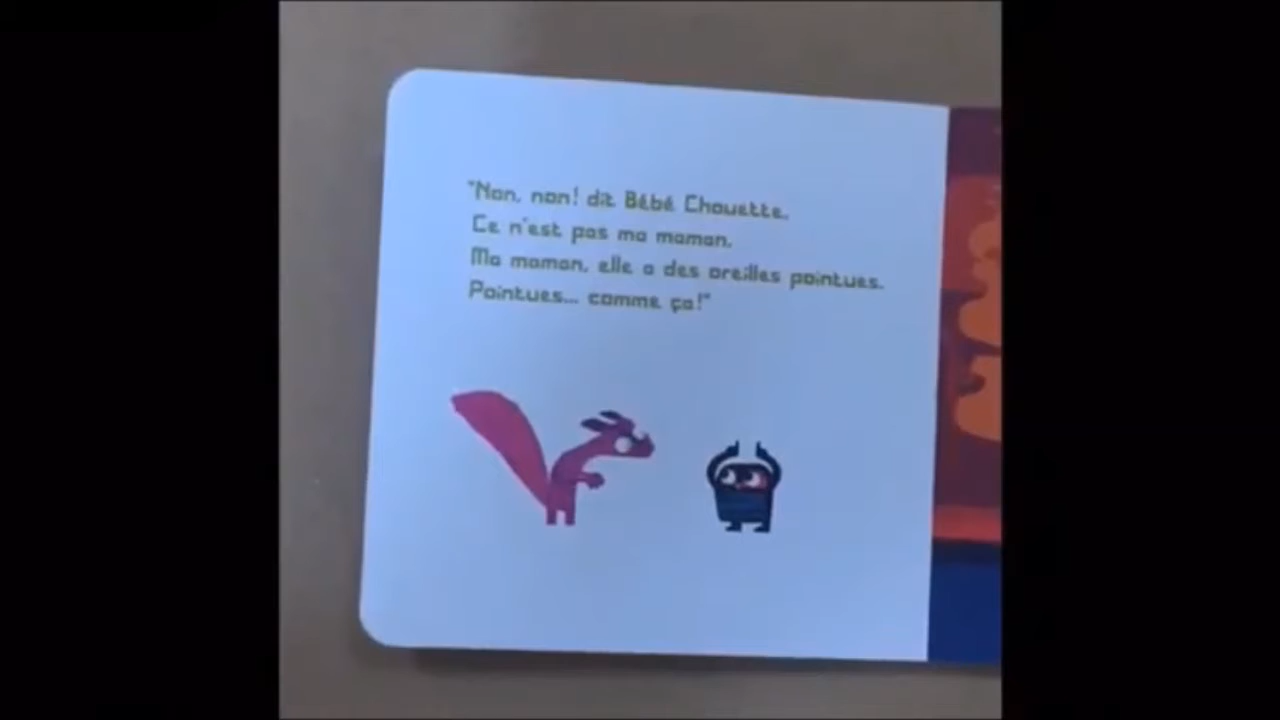 "Non, non! dit Bébé Chouette.
Ce n'est pas ma maman.
Ma maman, elle a des oreilles pointues.
Pointues... comme ça!"